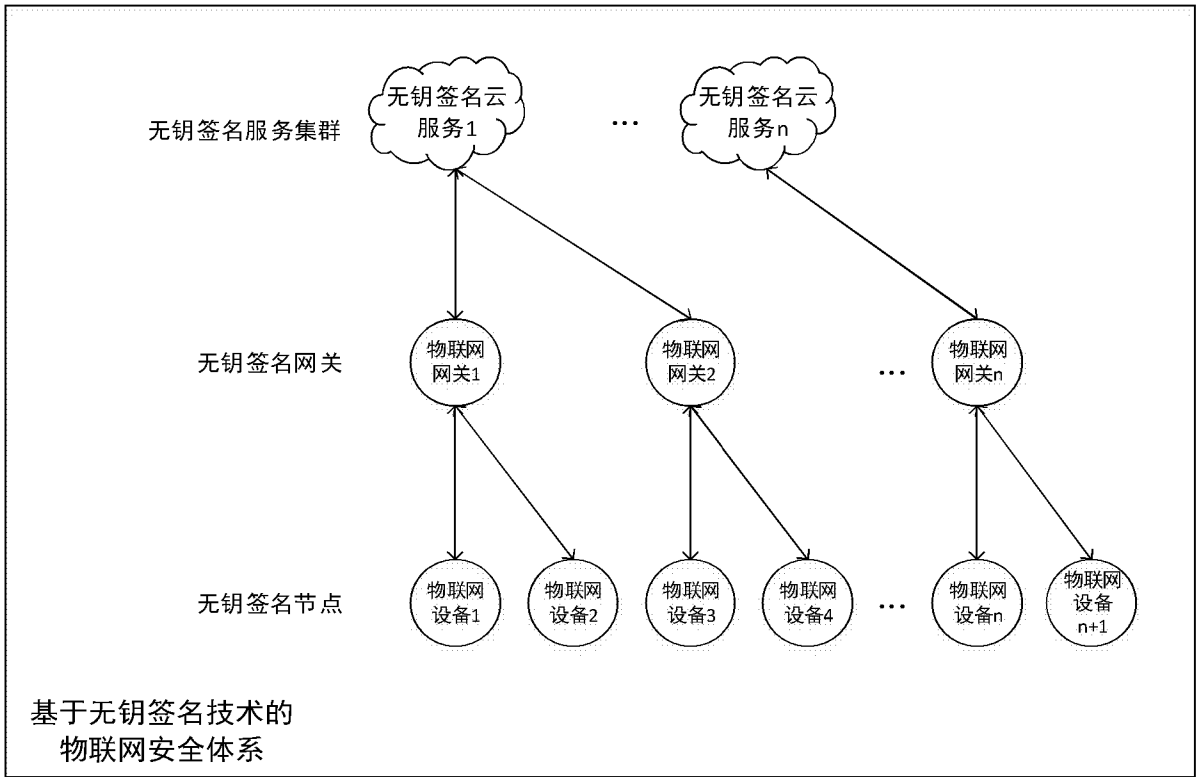 无钥签名服务集群
无钥签名云
服务1
...
无钥签名云
服务n
无钥签名网关
物联网
网关1
物联网
网关2
...
物联网
网关n
无钥签名节点
物联网
设备1
物联网
设备2
物联网
设备3
物联网
设备4
...
物联网
设备n
物联网
设备
n+1
基于无钥签名技术的
物联网安全体系